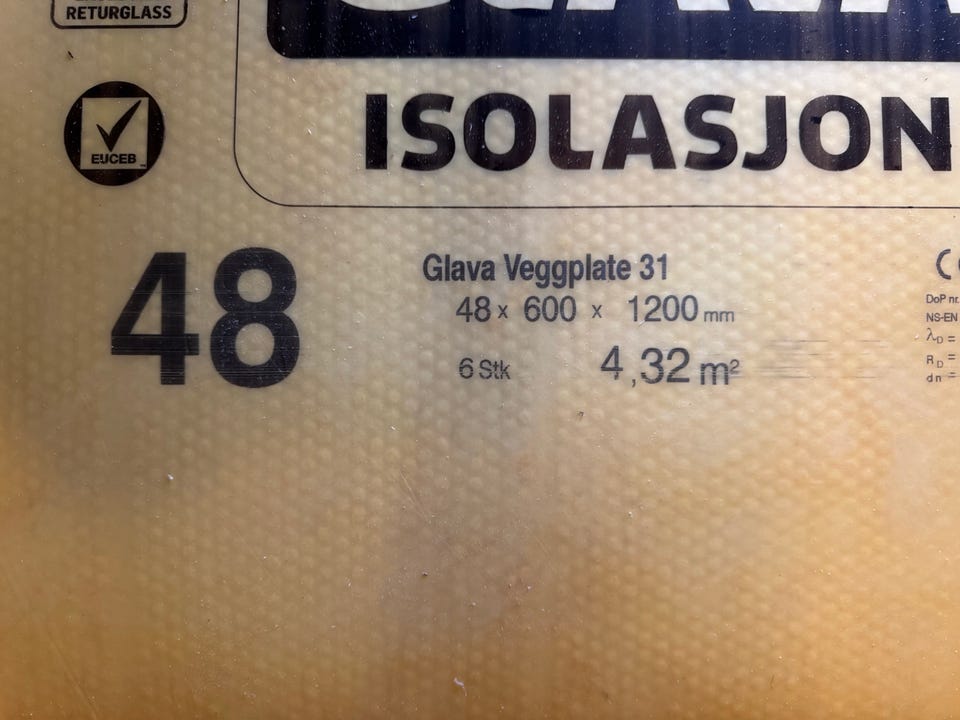 RETURGLASS
EUCEB
ISOLASJON
48
Glava Veggplate 31
48 x 600 x 1200 mm
6 Stk 4,32 m²
DoP nr.
NS-EN
λD =
RD =
dn =